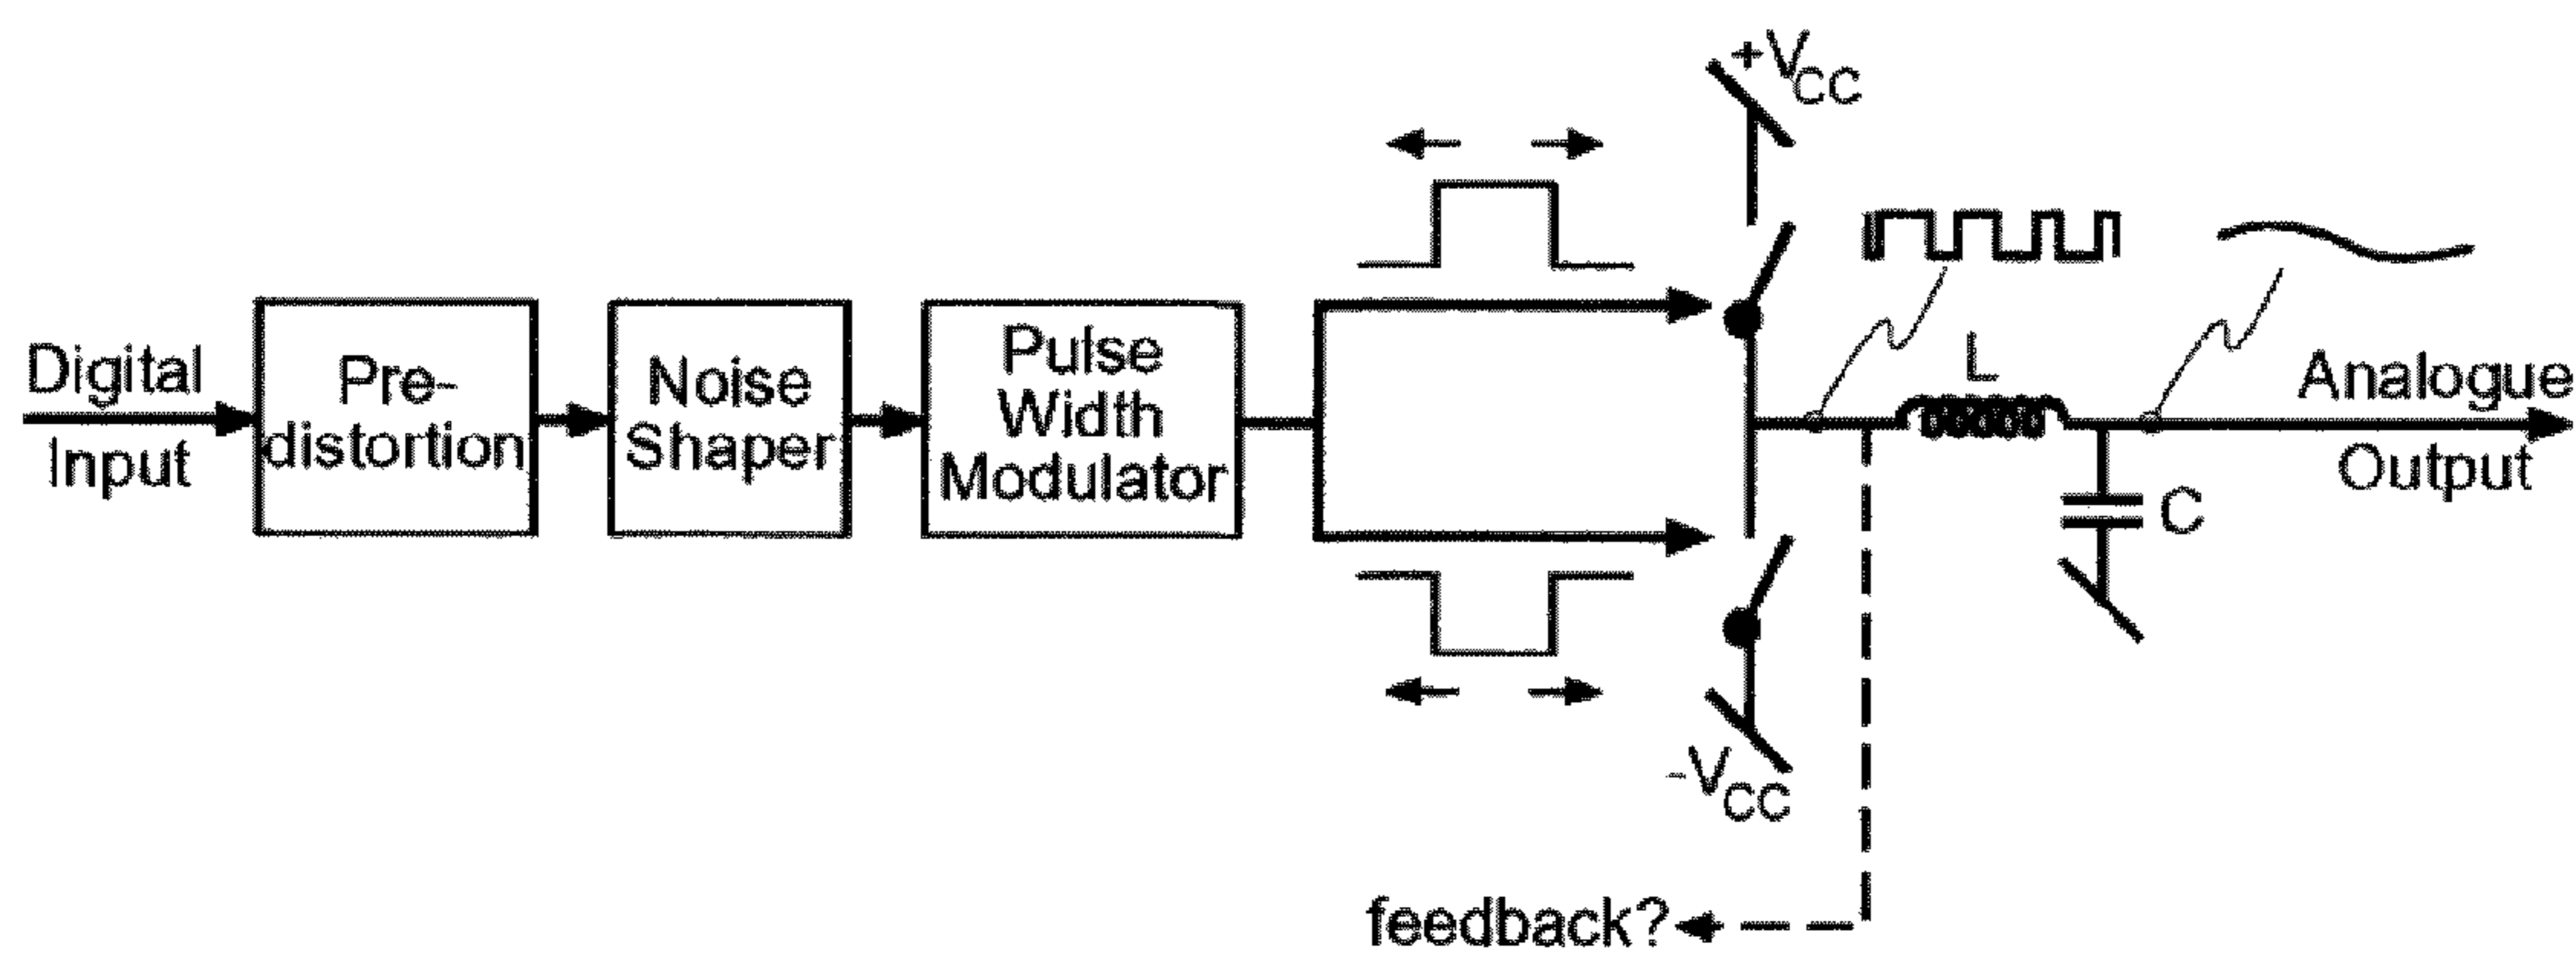 Digital
Input
Pre-
distortion
Noise
Shaper
Pulse
Width
Modulator
+VCC
-VCC
L
C
Analogue
Output
feedback?